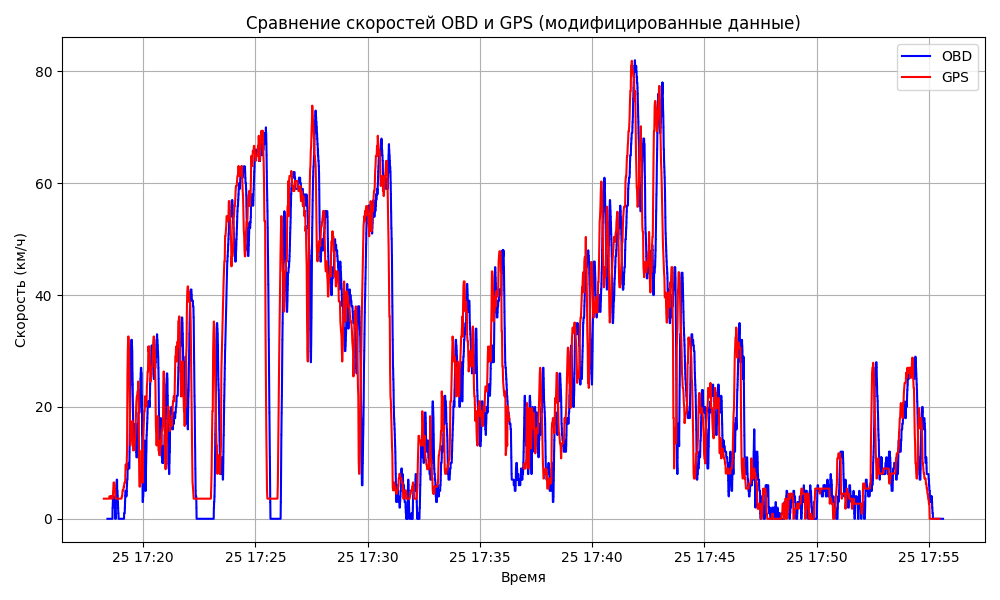 Сравнение скоростей OBD и GPS (модифицированные данные)
OBD
GPS
Скорость (км/ч)
80
60
40
20
0
25 17:20 25 17:25 25 17:30 25 17:35 25 17:40 25 17:45 25 17:50 25 17:55
Время